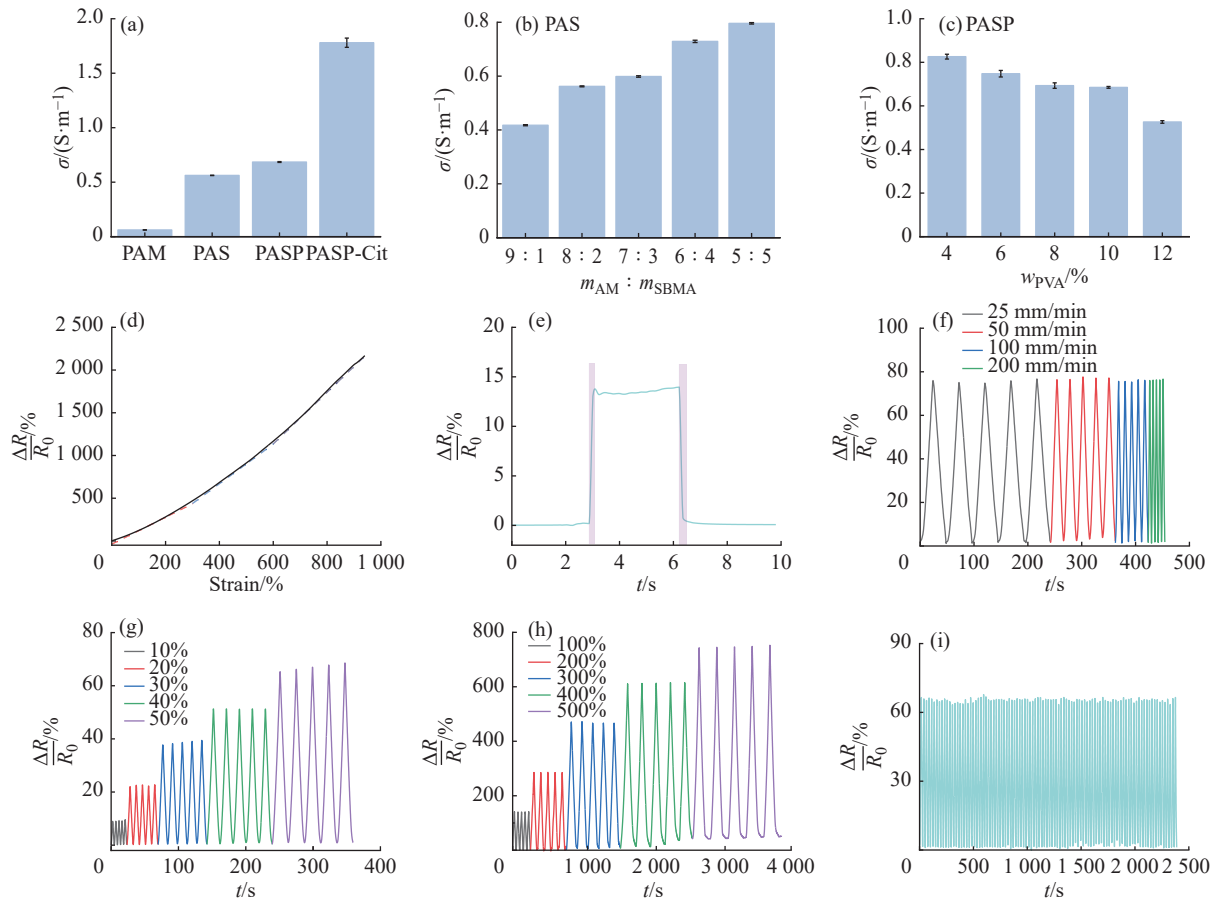 (a)
2.0
1.5
1.0
0.5
0
σ/(S·m⁻¹)
PAM PAS PASP PASP-Cit
(b) PAS
0.8
0.6
0.4
0.2
0
σ/(S·m⁻¹)
9 : 1 8 : 2 7 : 3 6 : 4 5 : 5
m_AM : m_SBMA
(c) PASP
1.0
0.8
0.6
0.4
0.2
0
σ/(S·m⁻¹)
4 6 8 10 12
w_PVA/%
(d)
2 500
2 000
1 000
1 000
500
ΔR/R₀/%
0 200 400 600 800 1 000
Strain/%
(e)
20
15
10
5
0
ΔR/R₀/%
0 2 4 6 8 10
t/s
(f)
25 mm/min
50 mm/min
100 mm/min
200 mm/min
100
80
60
40
20
ΔR/R₀/%
0 100 200 300 400 500
t/s
(g)
10%
20%
30%
40%
50%
80
60
40
20
ΔR/R₀/%
0 100 200 300 400
t/s
(h)
100%
200%
300%
400%
500%
800
600
400
200
ΔR/R₀/%
0 1 000 2 000 3 000 4 000
t/s
(i)
90
60
30
ΔR/R₀/%
0 500 1 000 1 500 2 000 2 500
t/s